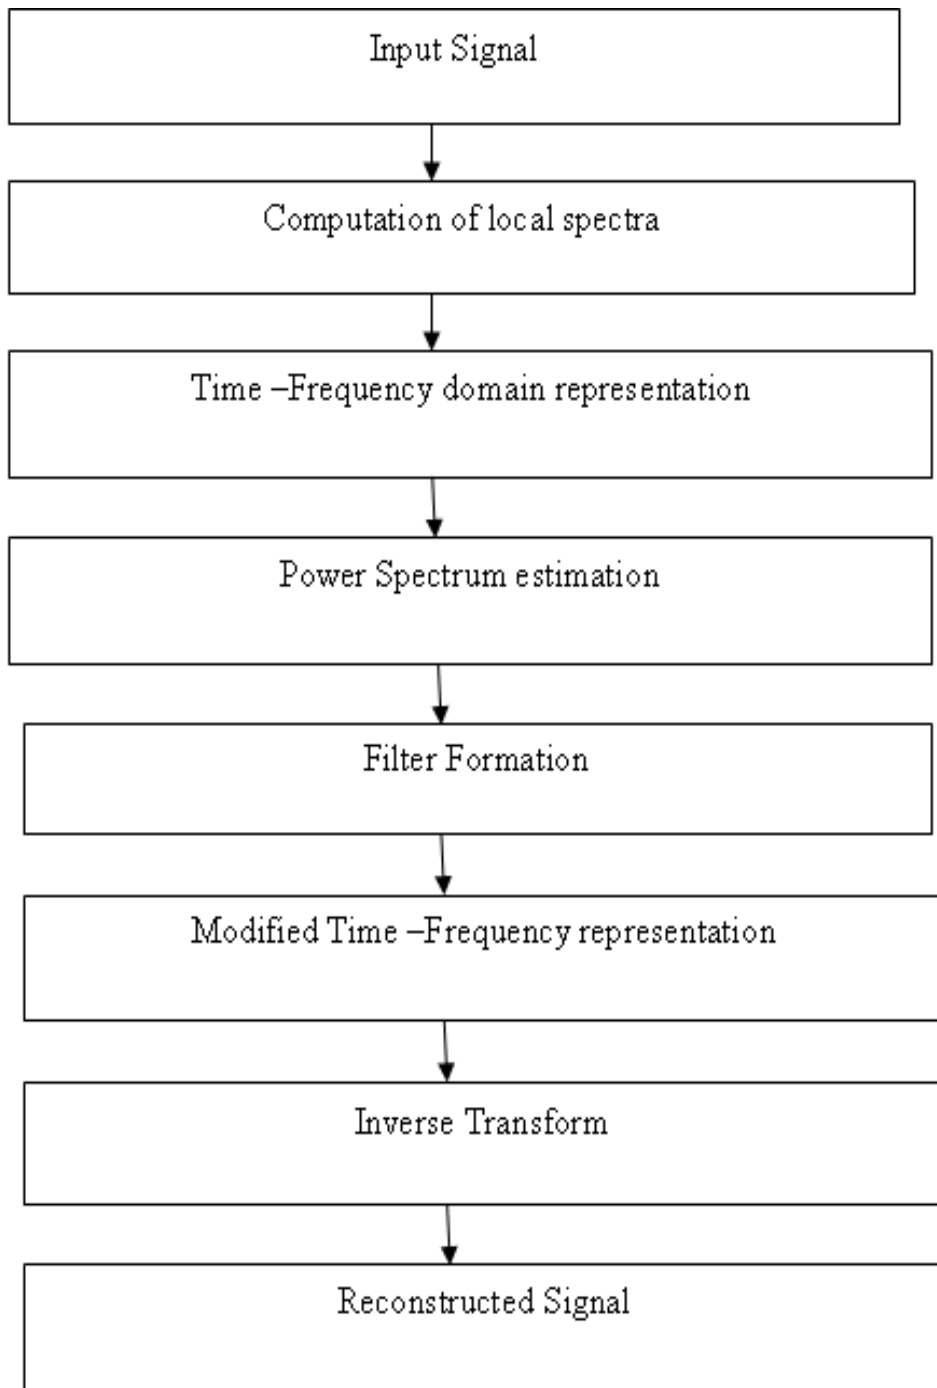 Input Signal
Computation of local spectra
Time –Frequency domain representation
Power Spectrum estimation
Filter Formation
Modified Time –Frequency representation
Inverse Transform
Reconstructed Signal